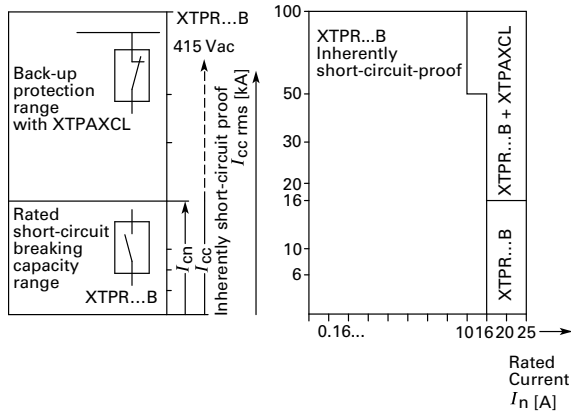 XTPR...B
415 Vac
Back-up
protection
range
with XTPAXCL
Rated
short-circuit
breaking
capacity
range
XTPR...B
Icn
Icc
Inherently short-circuit proof
Icc rms [kA]
100
50
30
20
16
10
6
XTPR...B
Inherently
short-circuit-proof
XTPR...B + XTPAXCL
XTPR...B
0.16... 10 16 20 25
Rated
Current
In [A]